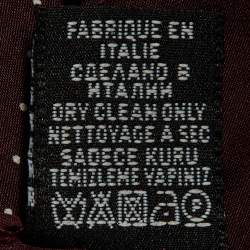 FABRIQUE EN
ITALIE
СДЕЛАНО В
ИТАЛИИ
DRY CLEAN ONLY
NETTOYAGE A SEC
SADECE KURU
TEMIZLEME YAPINIZ